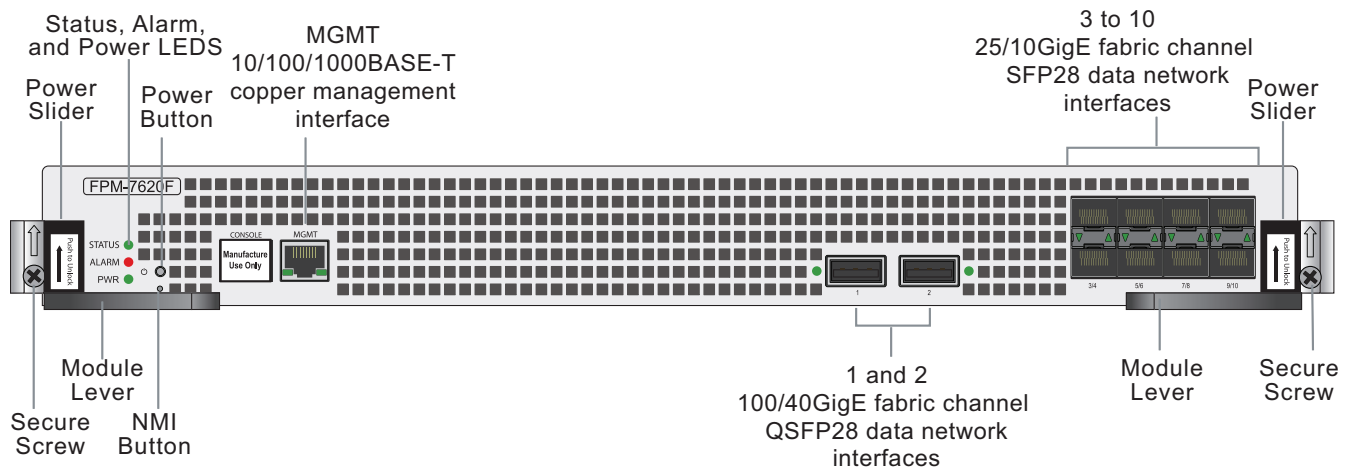 Status, Alarm,
and Power LEDS
Power
Slider
Power
Button
MGMT
10/100/1000BASE-T
copper management
interface
3 to 10
25/10GigE fabric channel
SFP28 data network
interfaces
Power
Slider
FPM-7620F
Push to Unlock
STATUS
ALARM
PWR
CONSOLE
Manufacture
Use Only
MGMT
1
2
3/4
5/6
7/8
9/10
Push to Unlock
Module
Lever
Secure
Screw
NMI
Button
1 and 2
100/40GigE fabric channel
QSFP28 data network
interfaces
Module
Lever
Secure
Screw